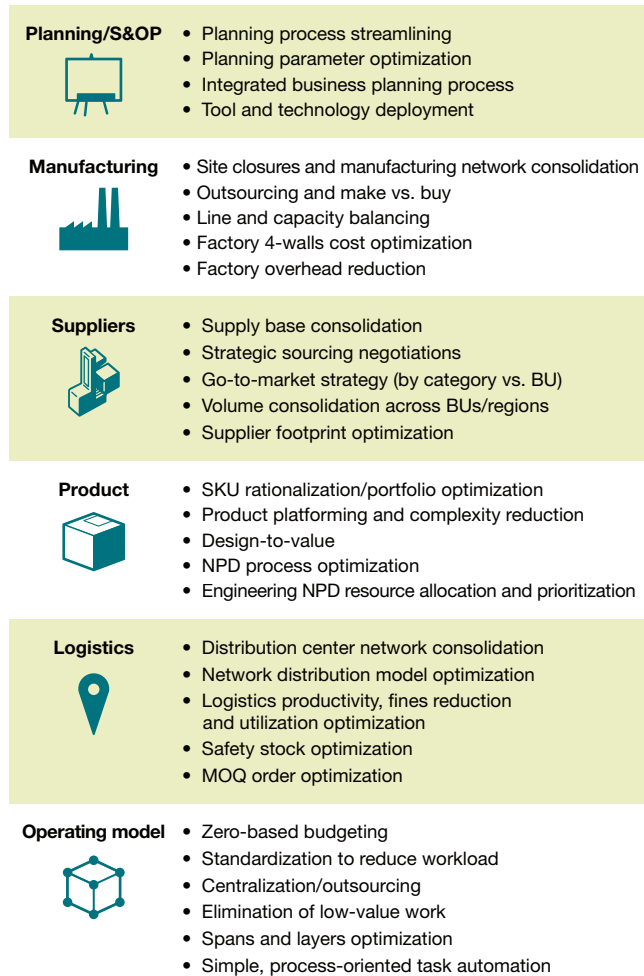 Planning/S&OP
• Planning process streamlining
• Planning parameter optimization
• Integrated business planning process
• Tool and technology deployment
Manufacturing
• Site closures and manufacturing network consolidation
• Outsourcing and make vs. buy
• Line and capacity balancing
• Factory 4-walls cost optimization
• Factory overhead reduction
Suppliers
• Supply base consolidation
• Strategic sourcing negotiations
• Go-to-market strategy (by category vs. BU)
• Volume consolidation across BUs/regions
• Supplier footprint optimization
Product
• SKU rationalization/portfolio optimization
• Product platforming and complexity reduction
• Design-to-value
• NPD process optimization
• Engineering NPD resource allocation and prioritization
Logistics
• Distribution center network consolidation
• Network distribution model optimization
• Logistics productivity, fines reduction
and utilization optimization
• Safety stock optimization
• MOQ order optimization
Operating model
• Zero-based budgeting
• Standardization to reduce workload
• Centralization/outsourcing
• Elimination of low-value work
• Spans and layers optimization
• Simple, process-oriented task automation